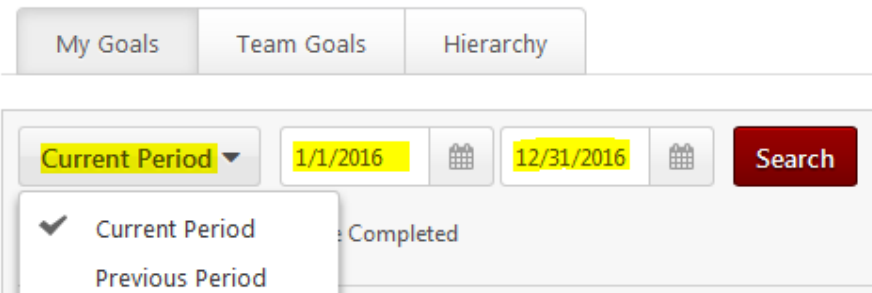 My Goals Team Goals Hierarchy
Current Period 1/1/2016 12/31/2016 Search
Current Period
Completed
Previous Period